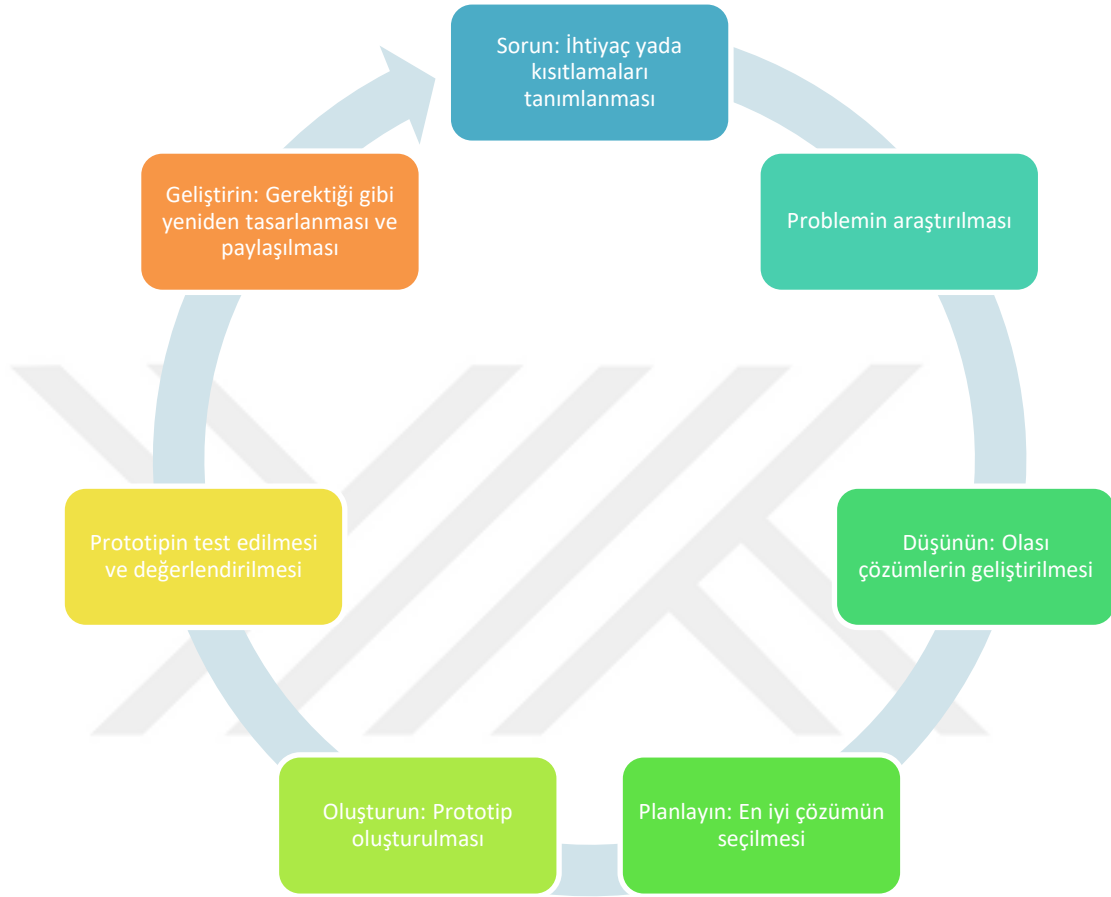 Sorun: İhtiyaç yada
kısıtlamaları
tanımlanması
Problemin araştırılması
Düşünün: Olası
çözümlerin geliştirilmesi
Planlayın: En iyi çözümün
seçilmesi
Oluşturun: Prototip
oluşturulması
Prototipin test edilmesi
ve değerlendirilmesi
Geliştirin: Gerektiği gibi
yeniden tasarlanması ve
paylaşılması